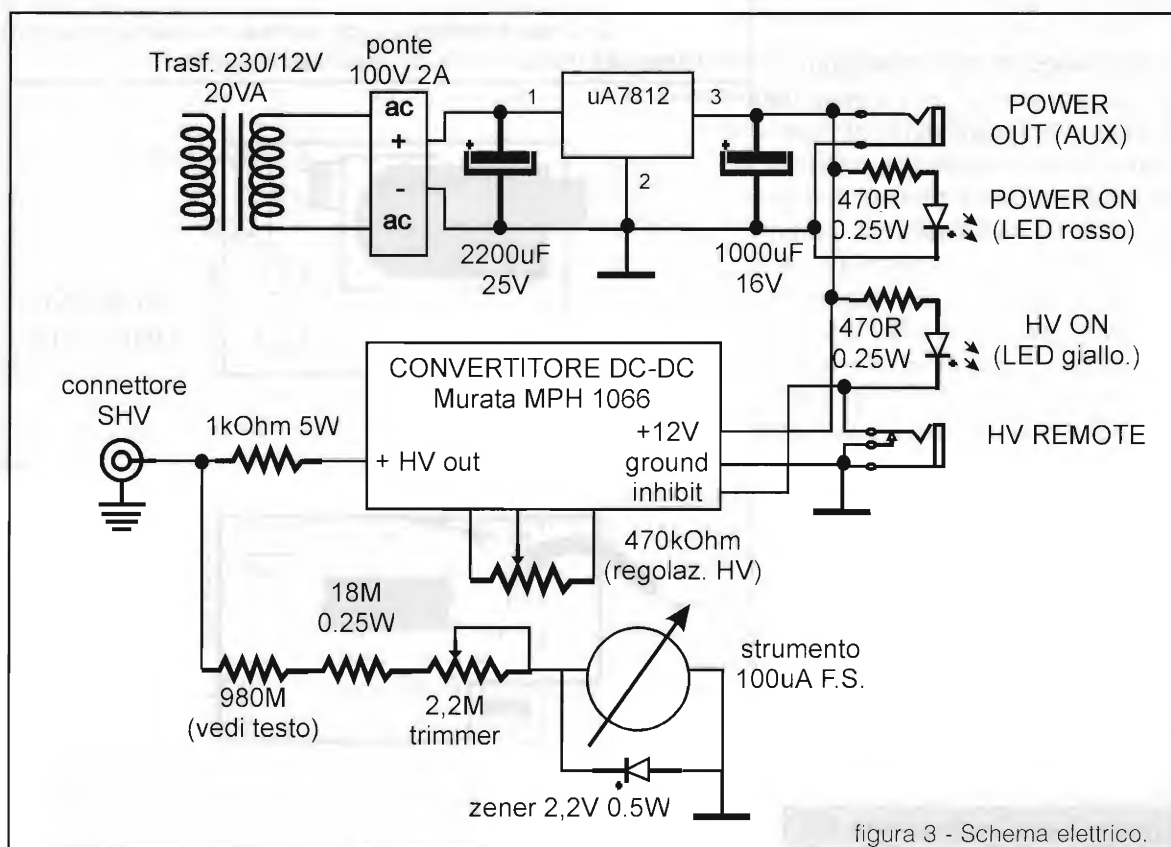 Trasf. 230/12V
20VA
ponte
100V 2A
ac
+
-
ac
1
uA7812
3
2
+
2200uF
25V
+
1000uF
16V
POWER
OUT (AUX)
470R
0.25W
POWER ON
(LED rosso)
+
470R
0.25W
HV ON
(LED giallo.)
+
connettore
SHV
1kOhm 5W
CONVERTITORE DC-DC
Murata MPH 1066
+ HV out
+12V
ground
inhibit
HV REMOTE
470kOhm
(regolaz. HV)
18M
0.25W
980M
(vedi testo)
2,2M
trimmer
strumento
100uA F.S.
+
zener 2,2V 0.5W
figura 3 - Schema elettrico.